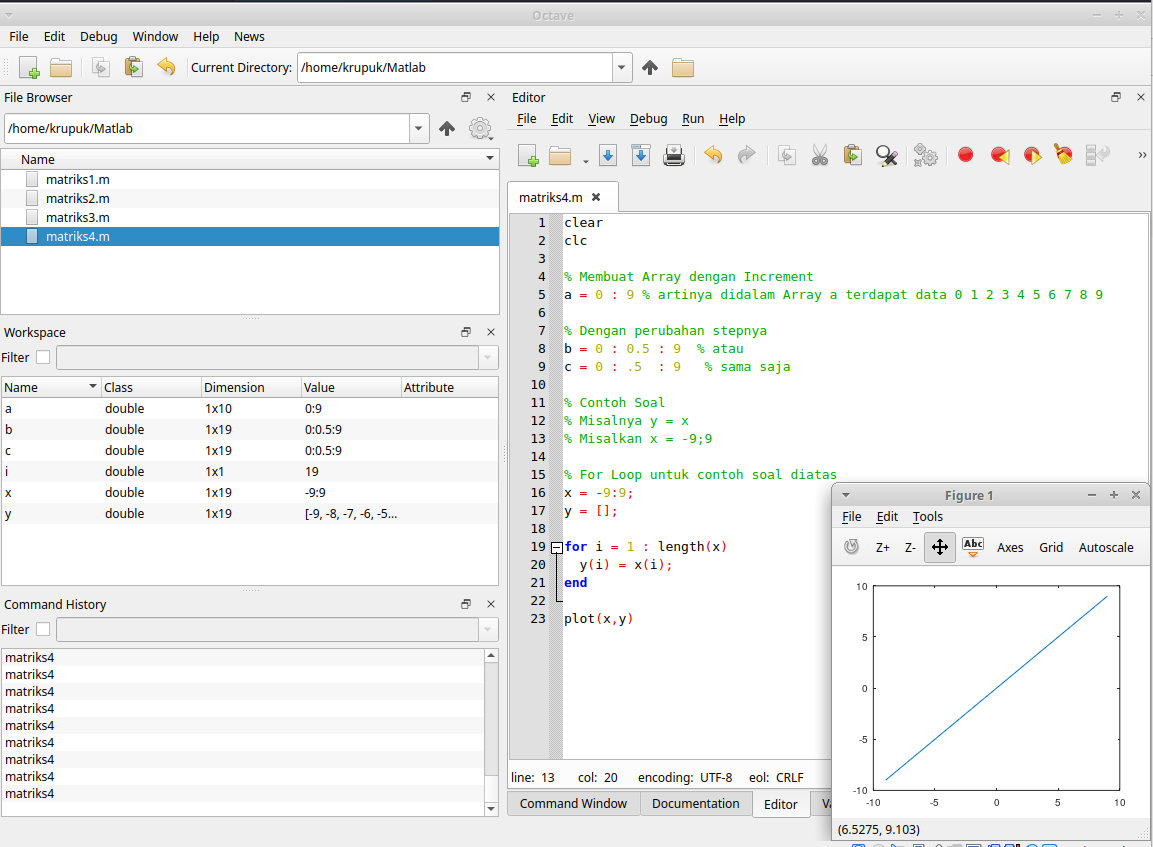 Octave
File Edit Debug Window Help News
Current Directory: /home/krupuk/Matlab
File Browser
/home/krupuk/Matlab
Name
matriks1.m
matriks2.m
matriks3.m
matriks4.m
Workspace
Filter
Name Class Dimension Value Attribute
a double 1x10 0:9
b double 1x19 0:0.5:9
c double 1x19 0:0.5:9
i double 1x1 19
x double 1x19 -9:9
y double 1x19 [-9, -8, -7, -6, -5...
Command History
Filter
matriks4
matriks4
matriks4
matriks4
matriks4
matriks4
matriks4
matriks4
matriks4
Editor
File Edit View Debug Run Help
matriks4.m
1 clear
2 clc
3
4 % Membuat Array dengan Increment
5 a = 0 : 9 % artinya didalam Array a terdapat data 0 1 2 3 4 5 6 7 8 9
6
7 % Dengan perubahan stepnya
8 b = 0 : 0.5 : 9 % atau
9 c = 0 : .5 : 9 % sama saja
10
11 % Contoh Soal
12 % Misalnya y = x
13 % Misalkan x = -9;9
14
15 % For Loop untuk contoh soal diatas
16 x = -9:9;
17 y = [];
18
19 for i = 1 : length(x)
20 y(i) = x(i);
21 end
22
23 plot(x,y)
line: 13 col: 20 encoding: UTF-8 eol: CRLF
Command Window Documentation Editor
Figure 1
File Edit Tools
Z+ Z- Abc Axes Grid Autoscale
10
5
0
-5
-10
-10 -5 0 5 10
(6.5275, 9.103)